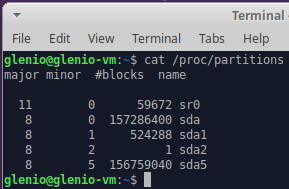 Terminal -
File Edit View Terminal Tabs Help
glenio@glenio-vm:~$ cat /proc/partitions
major minor  #blocks  name

  11        0      59672 sr0
   8        0  157286400 sda
   8        1     524288 sda1
   8        2          1 sda2
   8        5  156759040 sda5
glenio@glenio-vm:~$